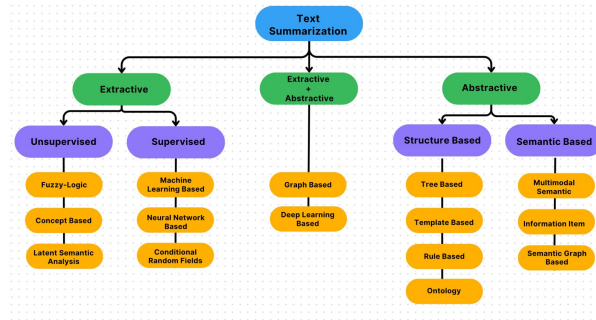 Text
Summarization
Extractive
Extractive
+
Abstractive
Abstractive
Unsupervised
Supervised
Structure Based
Semantic Based
Fuzzy-Logic
Concept Based
Latent Semantic
Analysis
Machine
Learning Based
Neural Network
Based
Conditional
Random Fields
Graph Based
Deep Learning
Based
Tree Based
Template Based
Rule Based
Ontology
Multimodal
Semantic
Information Item
Semantic Graph
Based